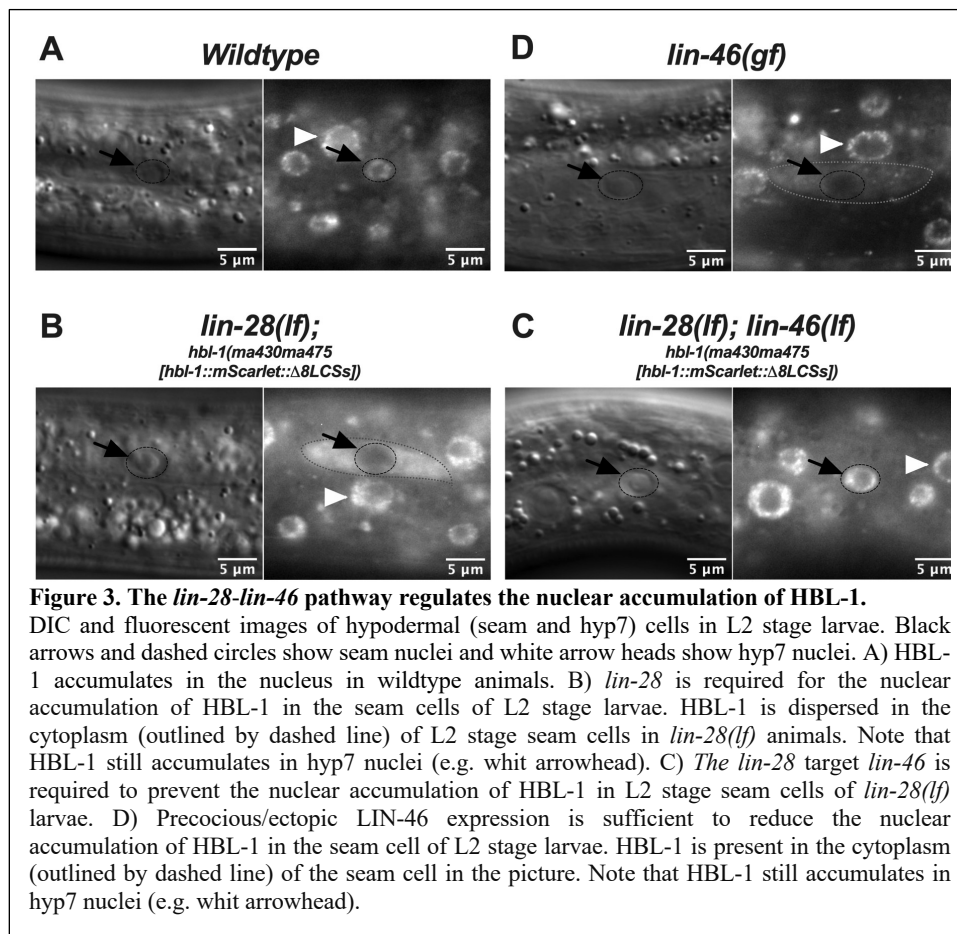 A
Wildtype
5 µm
5 µm
D
lin-46(gf)
5 µm
5 µm
B
lin-28(lf);
hbl-1(ma430ma475
[hbl-1::mScarlet::Δ8LCSs])
5 µm
5 µm
C
lin-28(lf); lin-46(lf)
hbl-1(ma430ma475
[hbl-1::mScarlet::Δ8LCSs])
5 µm
5 µm
Figure 3. The lin-28-lin-46 pathway regulates the nuclear accumulation of HBL-1.
DIC and fluorescent images of hypodermal (seam and hyp7) cells in L2 stage larvae. Black
arrows and dashed circles show seam nuclei and white arrow heads show hyp7 nuclei. A) HBL-
1 accumulates in the nucleus in wildtype animals. B) lin-28 is required for the nuclear
accumulation of HBL-1 in the seam cells of L2 stage larvae. HBL-1 is dispersed in the
cytoplasm (outlined by dashed line) of L2 stage seam cells in lin-28(lf) animals. Note that
HBL-1 still accumulates in hyp7 nuclei (e.g. whit arrowhead). C) The lin-28 target lin-46 is
required to prevent the nuclear accumulation of HBL-1 in L2 stage seam cells of lin-28(lf)
larvae. D) Precocious/ectopic LIN-46 expression is sufficient to reduce the nuclear
accumulation of HBL-1 in the seam cell of L2 stage larvae. HBL-1 is present in the cytoplasm
(outlined by dashed line) of the seam cell in the picture. Note that HBL-1 still accumulates in
hyp7 nuclei (e.g. whit arrowhead).